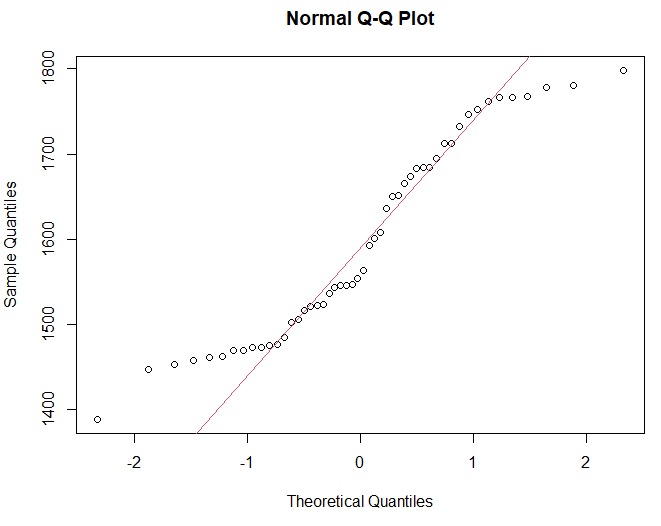 Normal Q-Q Plot
Sample Quantiles
1800
1700
1600
1500
1400
-2 -1 0 1 2
Theoretical Quantiles